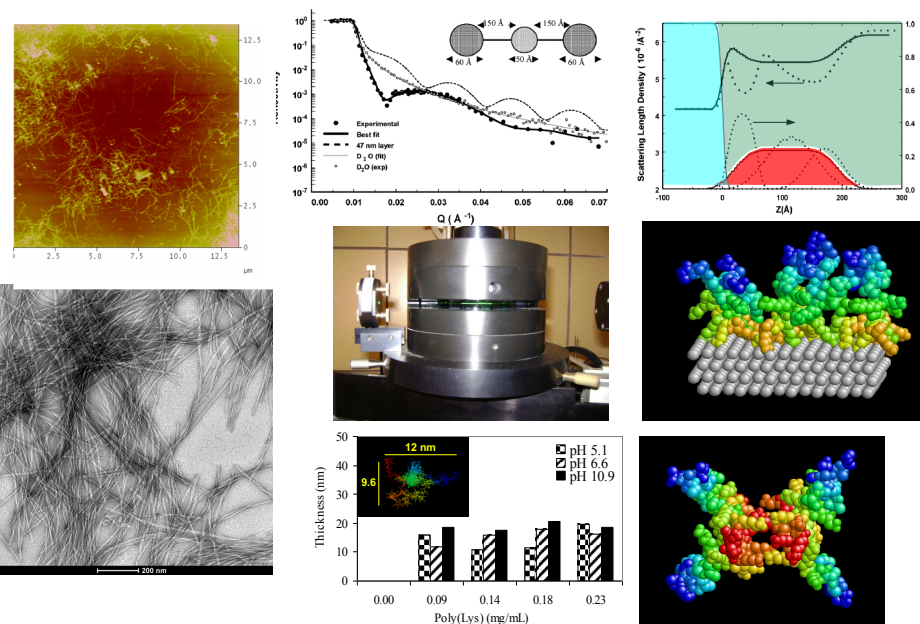 12.5
10.0
7.5
5.0
2.5
0
2.5
5.0
7.5
10.0
12.5
µm
200 nm
10⁰
10⁻¹
10⁻²
10⁻³
10⁻⁴
10⁻⁵
10⁻⁶
10⁻⁷
150 Å
150 Å
60 Å
50 Å
60 Å
Experimental
Best fit
47 nm layer
D 2 O (fit)
D2O (exp)
0.00
0.01
0.02
0.03
0.04
0.05
0.06
0.07
Q ( Å -1)
Scattering Length Density ( 10-6 /A-2)
6
5
4
3
2
1.0
0.8
0.6
0.4
0.2
0.0
-100
0
100
200
300
Z(Å)
Thickness (nm)
50
40
30
20
10
0
12 nm
9.6
pH 5.1
pH 6.6
pH 10.9
0.00
0.09
0.14
0.18
0.23
Poly(Lys) (mg/mL)